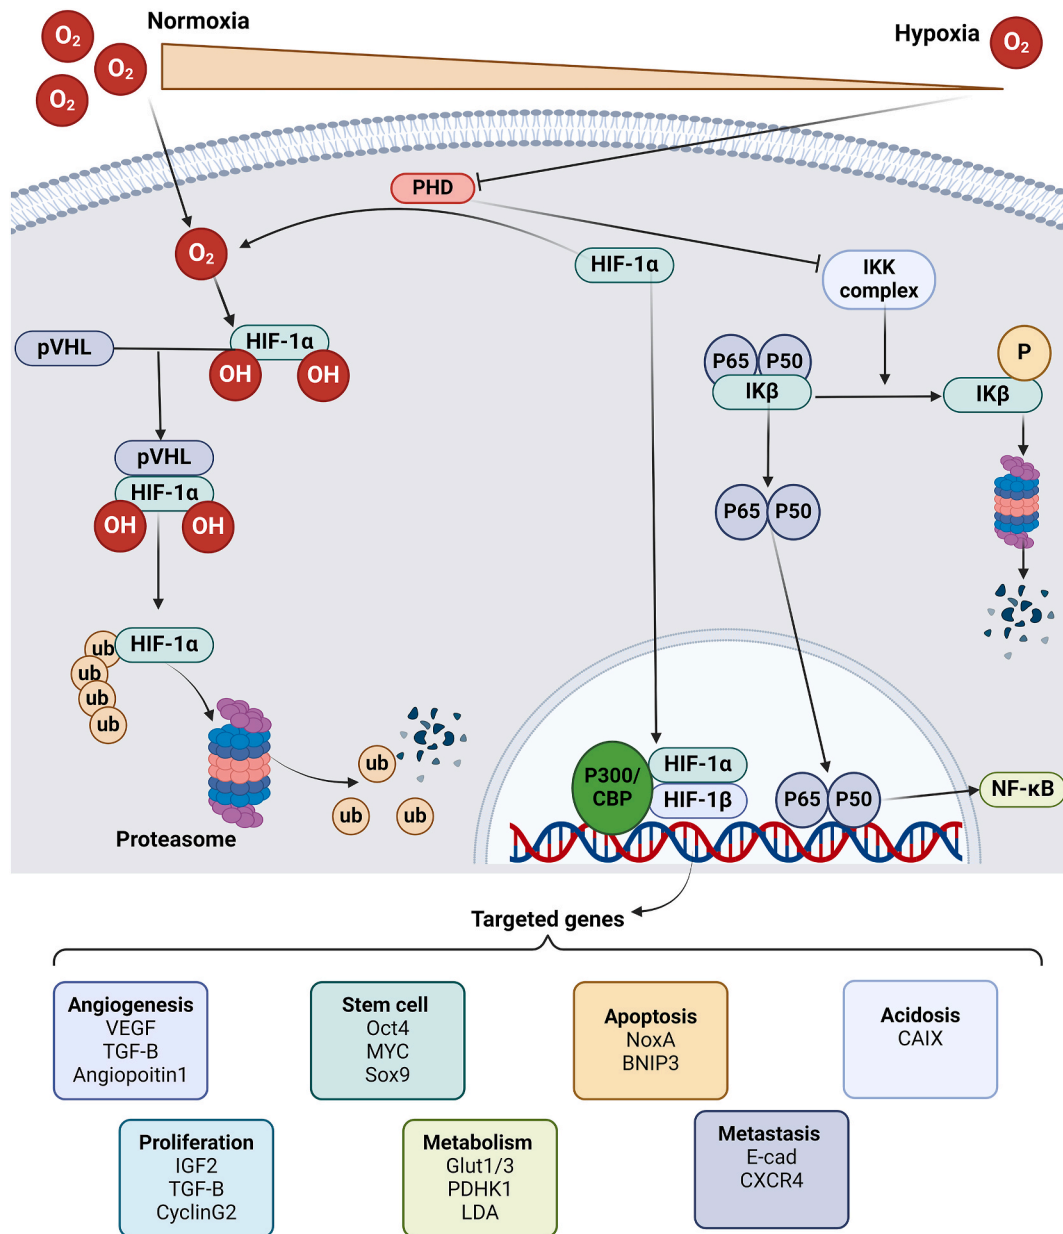 Normoxia
Hypoxia
O2
O2
O2
O2
PHD
O2
HIF-1α
IKK
complex
pVHL
HIF-1α
OH
OH
P65
P50
IKβ
P
IKβ
pVHL
HIF-1α
OH
OH
P65
P50
ub
HIF-1α
ub
ub
ub
ub
ub
ub
Proteasome
P300/
CBP
HIF-1α
HIF-1β
P65
P50
NF-κB
Targeted genes
Angiogenesis
VEGF
TGF-B
Angiopoitin1
Stem cell
Oct4
MYC
Sox9
Apoptosis
NoxA
BNIP3
Acidosis
CAIX
Proliferation
IGF2
TGF-B
CyclinG2
Metabolism
Glut1/3
PDHK1
LDA
Metastasis
E-cad
CXCR4